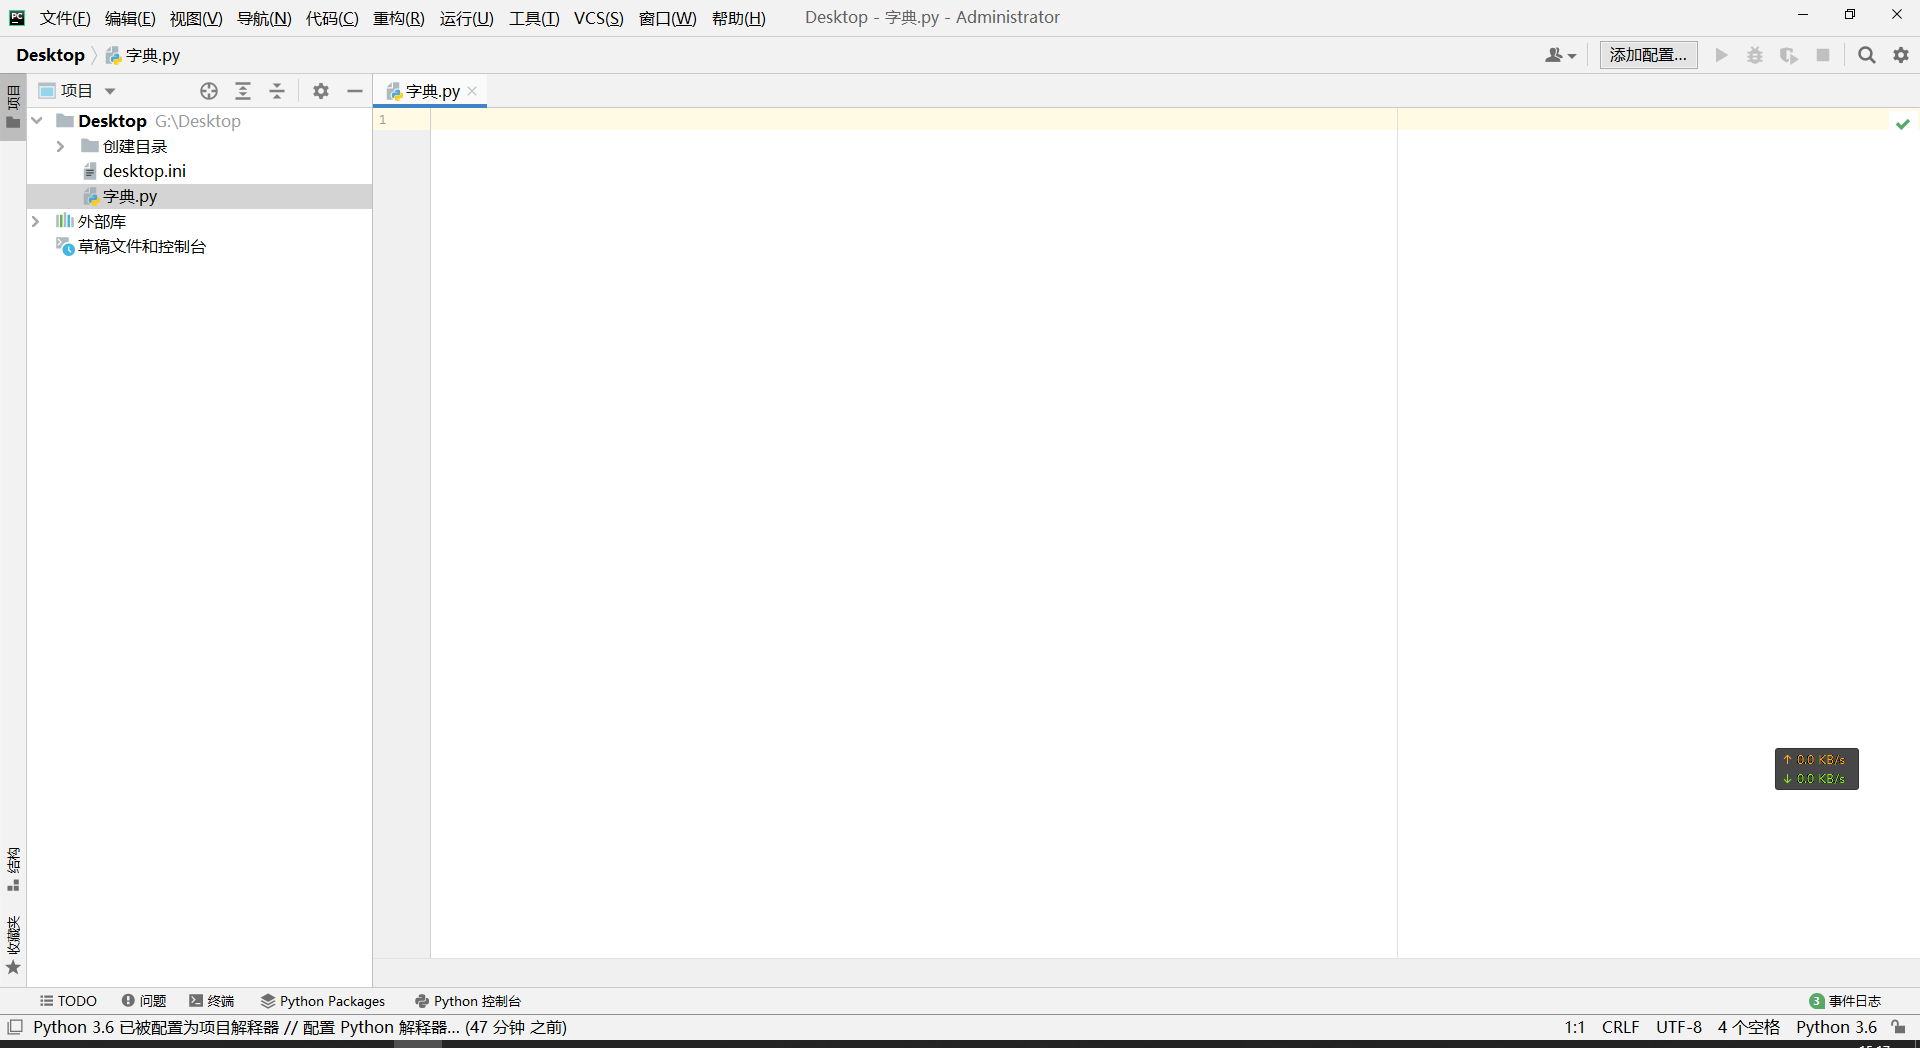 文件(F) 编辑(E) 视图(V) 导航(N) 代码(C) 重构(R) 运行(U) 工具(T) VCS(S) 窗口(W) 帮助(H) Desktop - 字典.py - Administrator
Desktop 字典.py 添加配置...
项目
项目
字典.py
Desktop G:\Desktop
创建目录
desktop.ini
字典.py
外部库
草稿文件和控制台
1
↑ 0.0 KB/s
↓ 0.0 KB/s
结构
收藏夹
TODO 问题 终端 Python Packages Python 控制台 3 事件日志
Python 3.6 已被配置为项目解释器 // 配置 Python 解释器... (47 分钟 之前) 1:1 CRLF UTF-8 4 个空格 Python 3.6